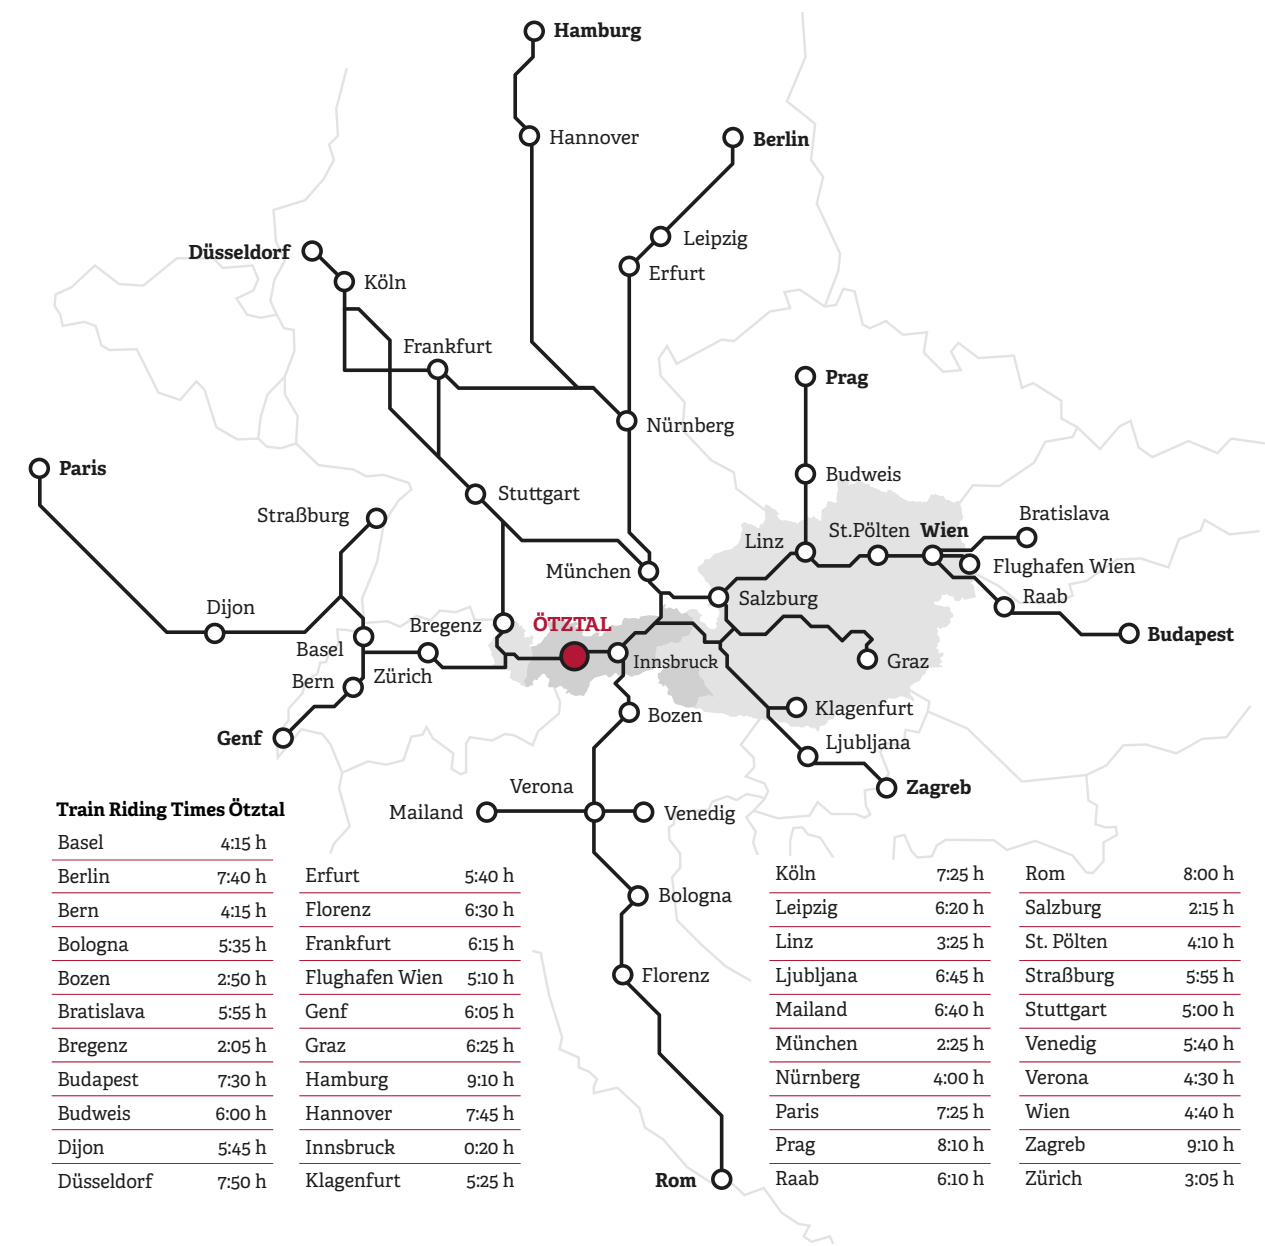 Hamburg
Hannover
Berlin
Leipzig
Düsseldorf
Erfurt
Köln
Frankfurt
Prag
Nürnberg
Paris
Budweis
Stuttgart
Straßburg
Bratislava
St.Pölten Wien
Linz
Flughafen Wien
München
Raab
Salzburg
Dijon
Bregenz
ÖTZTAL
Budapest
Basel
Innsbruck
Graz
Zürich
Bern
Klagenfurt
Bozen
Genf
Ljubljana
Verona
Zagreb
Mailand
Venedig
Bologna
Florenz
Rom
Train Riding Times Ötztal
Basel 4:15 h
Berlin 7:40 h
Bern 4:15 h
Bologna 5:35 h
Bozen 2:50 h
Bratislava 5:55 h
Bregenz 2:05 h
Budapest 7:30 h
Budweis 6:00 h
Dijon 5:45 h
Düsseldorf 7:50 h
Erfurt 5:40 h
Florenz 6:30 h
Frankfurt 6:15 h
Flughafen Wien 5:10 h
Genf 6:05 h
Graz 6:25 h
Hamburg 9:10 h
Hannover 7:45 h
Innsbruck 0:20 h
Klagenfurt 5:25 h
Köln 7:25 h
Leipzig 6:20 h
Linz 3:25 h
Ljubljana 6:45 h
Mailand 6:40 h
München 2:25 h
Nürnberg 4:00 h
Paris 7:25 h
Prag 8:10 h
Raab 6:10 h
Rom 8:00 h
Salzburg 2:15 h
St. Pölten 4:10 h
Straßburg 5:55 h
Stuttgart 5:00 h
Venedig 5:40 h
Verona 4:30 h
Wien 4:40 h
Zagreb 9:10 h
Zürich 3:05 h